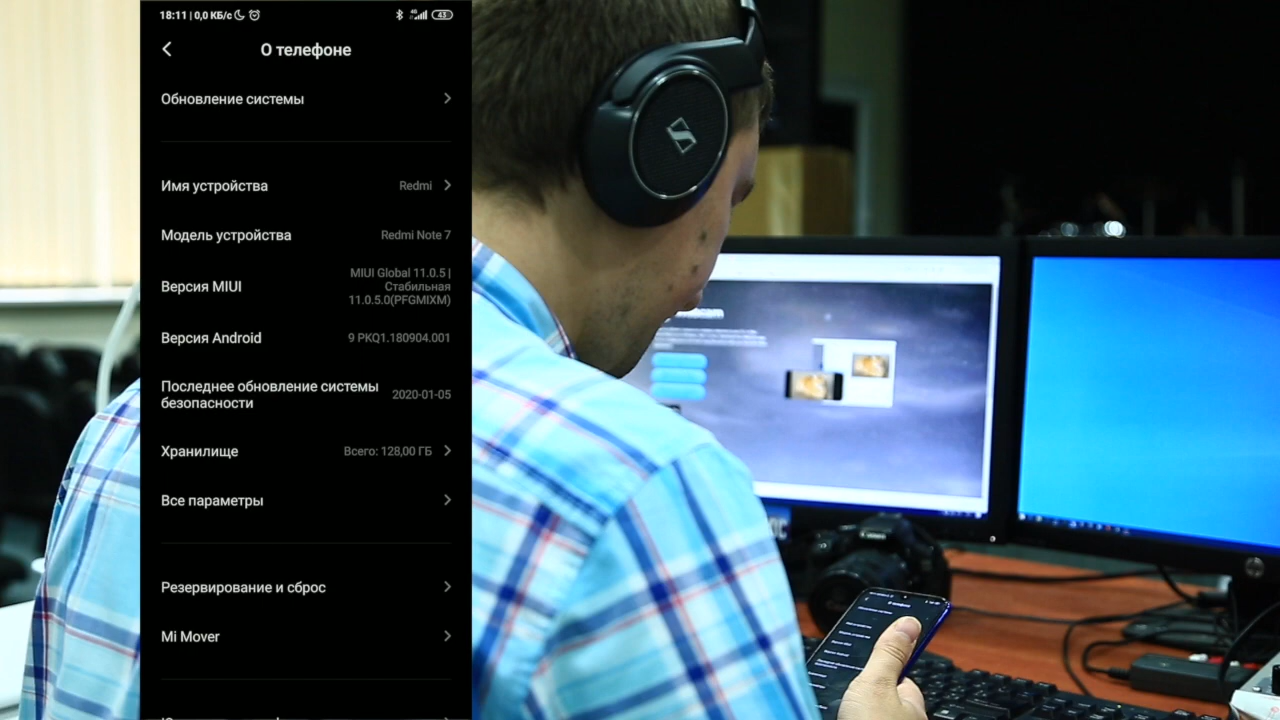 18:11 | 0,0 КБ/с
4G
43
О телефоне
Обновление системы
Имя устройства
Redmi
Модель устройства
Redmi Note 7
Версия MIUI
MIUI Global 11.0.5 |
Стабильная
11.0.5.0(PFGMIXM)
Версия Android
9 PKQ1.180904.001
Последнее обновление системы
безопасности
2020-01-05
Хранилище
Всего: 128,00 ГБ
Все параметры
Резервирование и сброс
Mi Mover
О телефоне